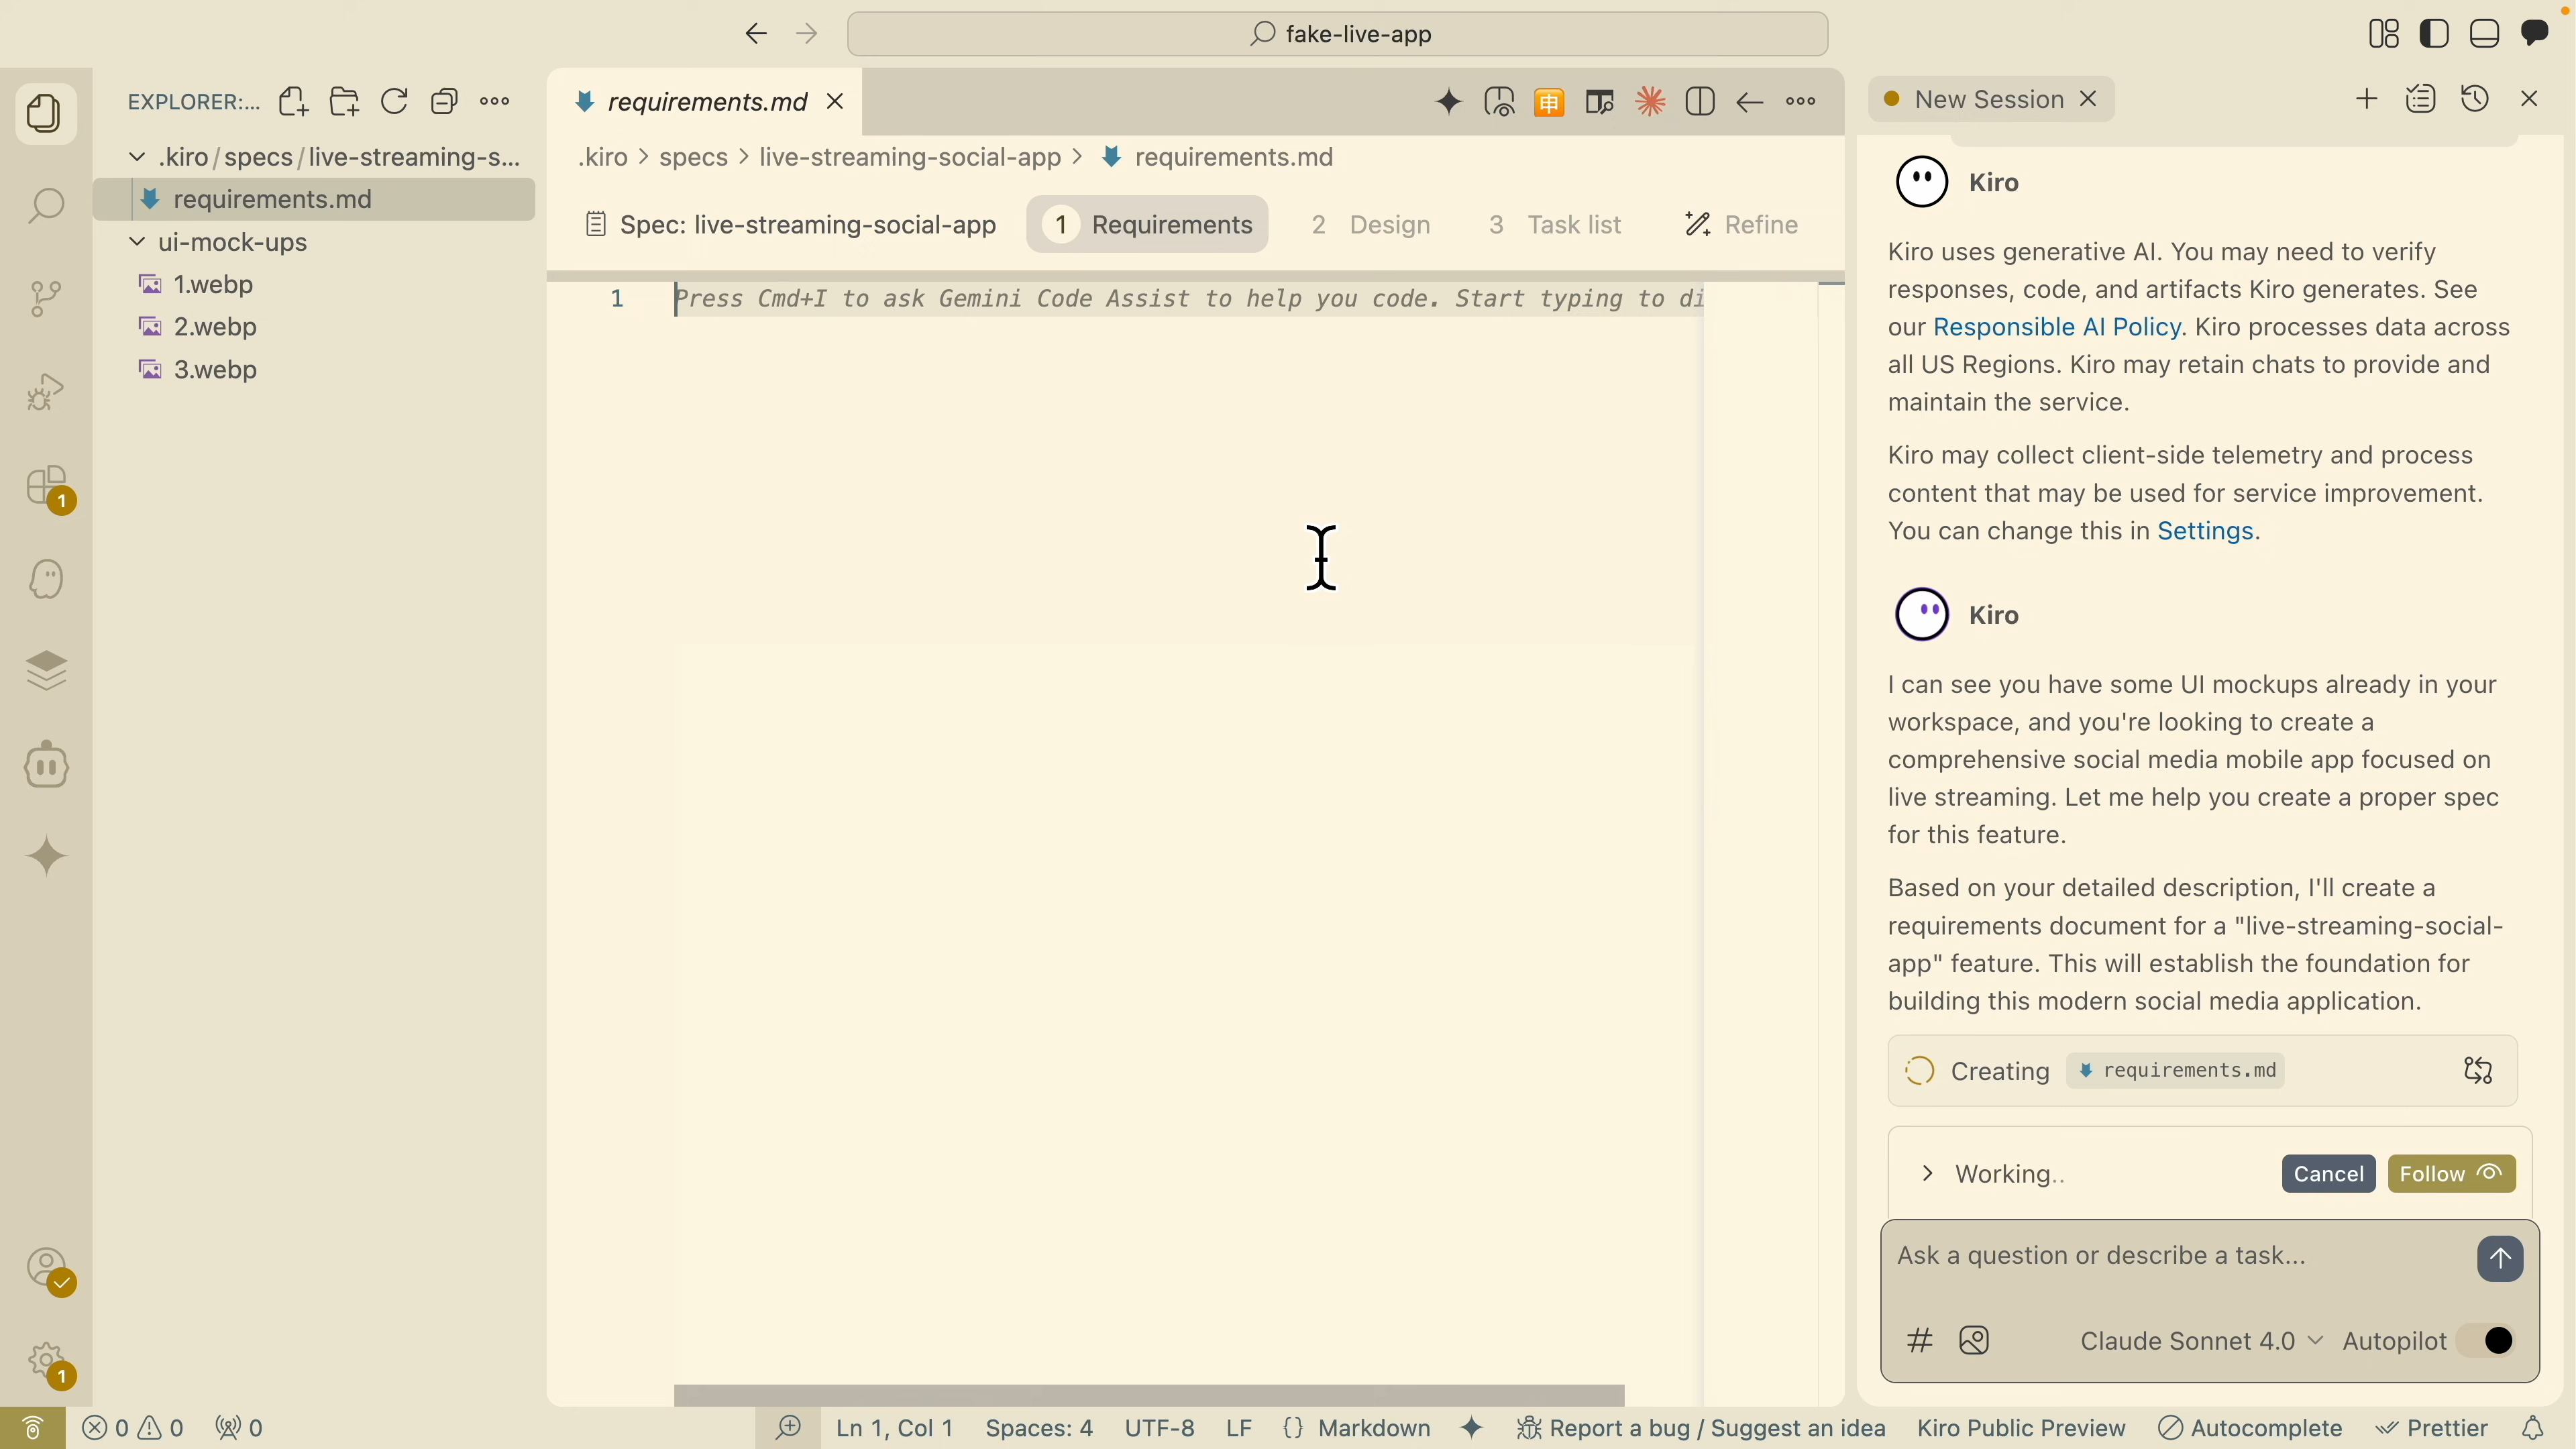 fake-live-app
EXPLORER:...
.kiro/specs/live-streaming-s...
requirements.md
ui-mock-ups
1.webp
2.webp
3.webp
1
1
requirements.md
.kiro > specs > live-streaming-social-app > requirements.md
Spec: live-streaming-social-app 1 Requirements 2 Design 3 Task list Refine
1 Press Cmd+I to ask Gemini Code Assist to help you code. Start typing to di
New Session
Kiro
Kiro uses generative AI. You may need to verify
responses, code, and artifacts Kiro generates. See
our Responsible AI Policy. Kiro processes data across
all US Regions. Kiro may retain chats to provide and
maintain the service.
Kiro may collect client-side telemetry and process
content that may be used for service improvement.
You can change this in Settings.
Kiro
I can see you have some UI mockups already in your
workspace, and you're looking to create a
comprehensive social media mobile app focused on
live streaming. Let me help you create a proper spec
for this feature.
Based on your detailed description, I'll create a
requirements document for a "live-streaming-social-
app" feature. This will establish the foundation for
building this modern social media application.
Creating requirements.md
Working..
Cancel
Follow
Ask a question or describe a task...
# Claude Sonnet 4.0 Autopilot
0 0 0 Ln 1, Col 1 Spaces: 4 UTF-8 LF {} Markdown Report a bug / Suggest an idea Kiro Public Preview Autocomplete Prettier